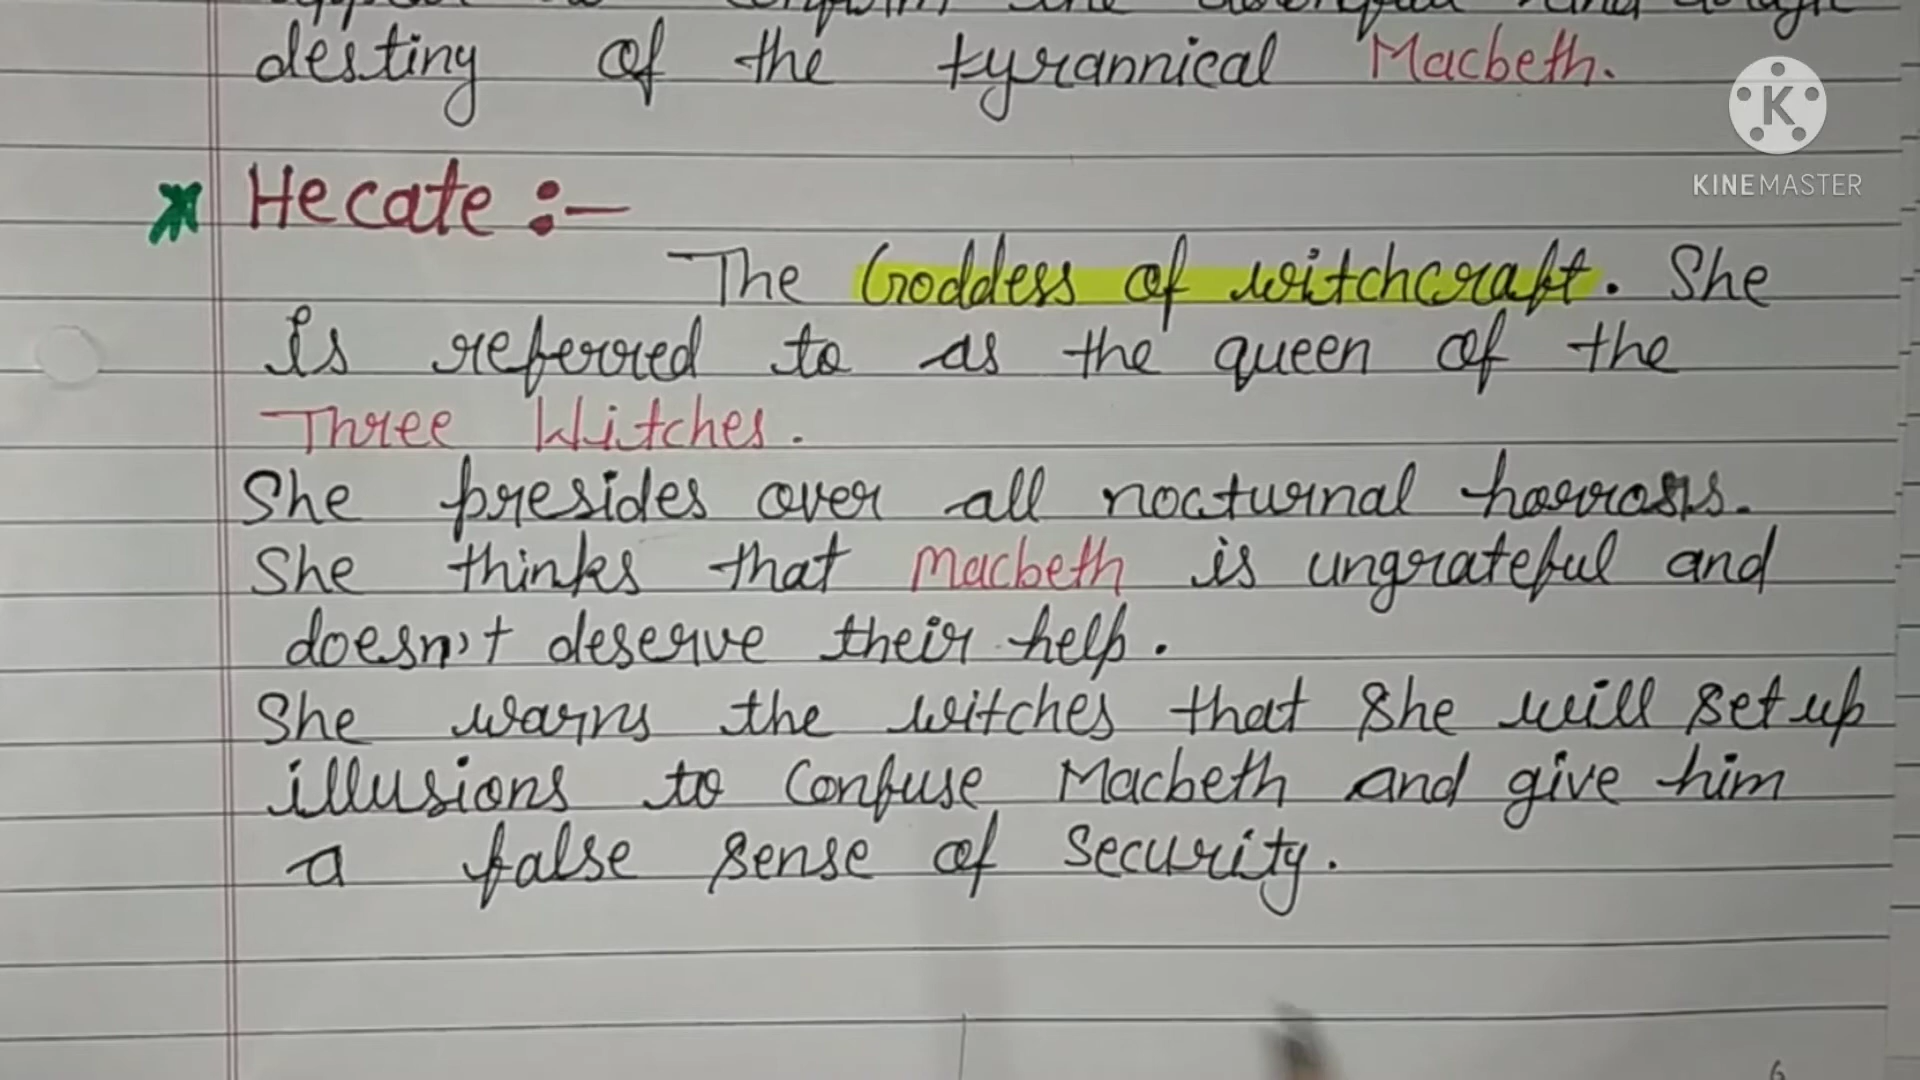 the
destiny of the tyrannical Macbeth.
K
KINEMASTER
* Hecate :-
The Goddess of witchcraft. She
is referred to as the queen of the
Three Witches.
She presides over all nocturnal horrors.
She thinks that Macbeth is ungrateful and
doesn't deserve their help.
She warns the witches that she will set up
illusions to confuse Macbeth and give him
a false sense of security.
6